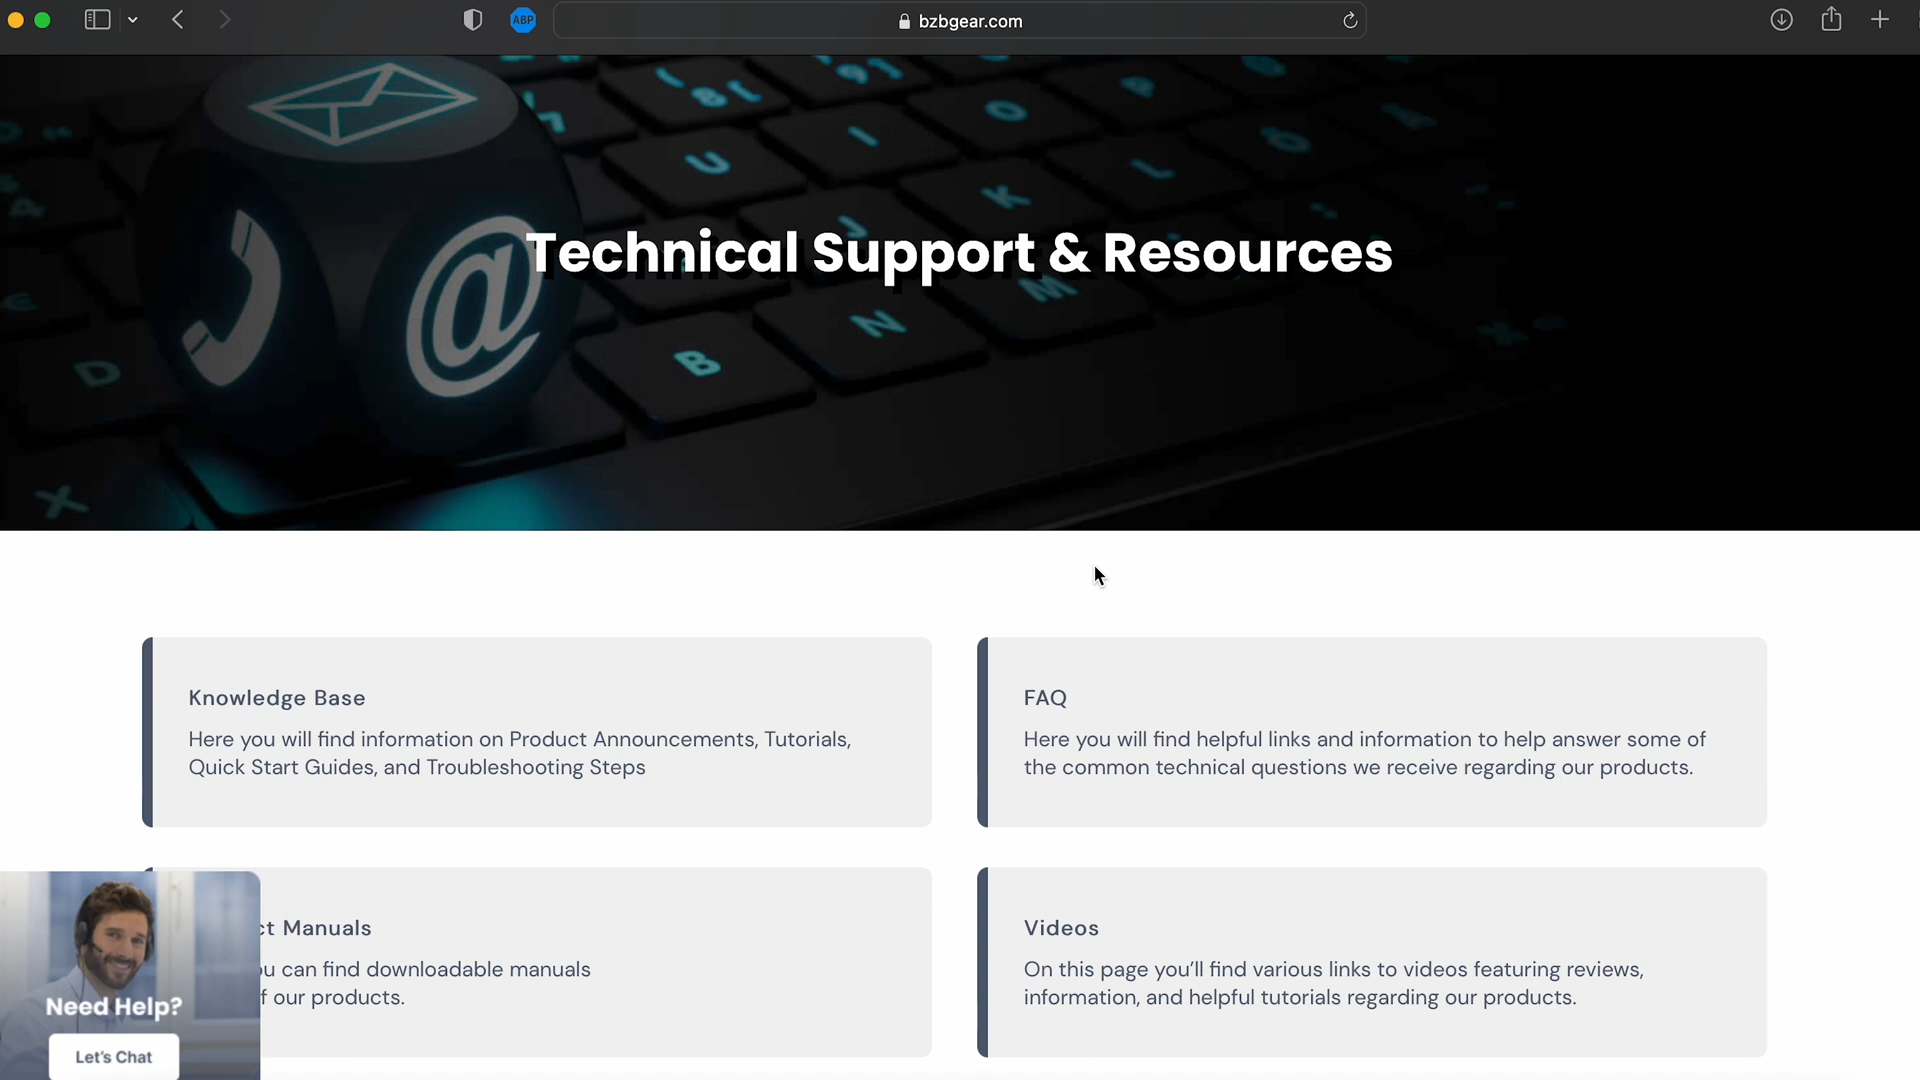 ABP
bzbgear.com
Technical Support & Resources
Knowledge Base
Here you will find information on Product Announcements, Tutorials,
Quick Start Guides, and Troubleshooting Steps
FAQ
Here you will find helpful links and information to help answer some of
the common technical questions we receive regarding our products.
ct Manuals
u can find downloadable manuals
f our products.
Videos
On this page you'll find various links to videos featuring reviews,
information, and helpful tutorials regarding our products.
Need Help?
Let's Chat
@
U
I
O
J
K
L
B
N
M
D
X